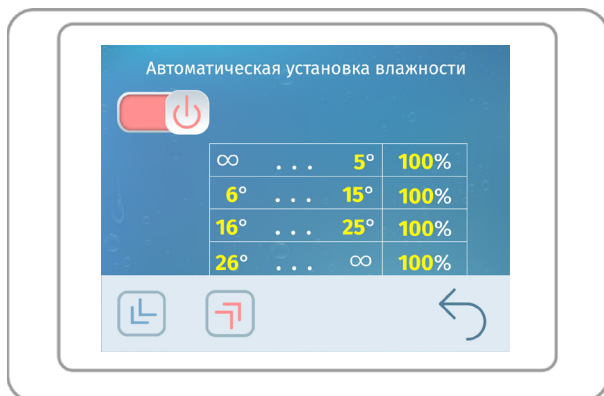 Автоматическая установка влажности
∞ ... 5° 100%
6° ... 15° 100%
16° ... 25° 100%
26° ... ∞ 100%